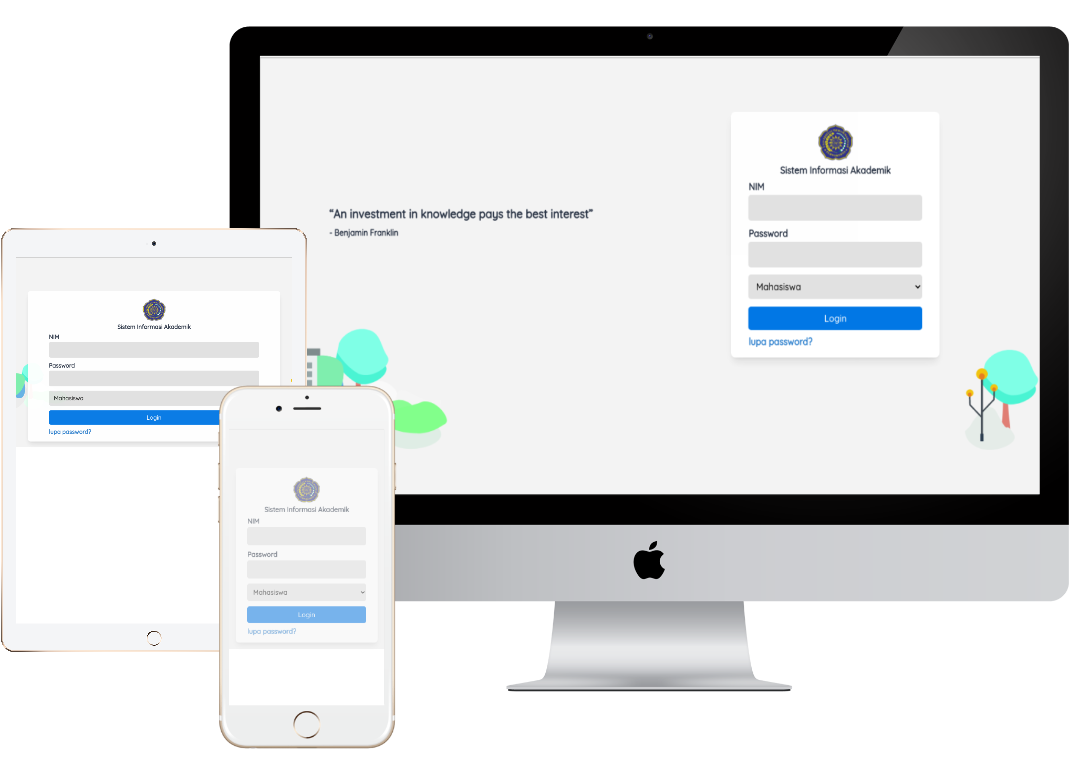 “An investment in knowledge pays the best interest”
- Benjamin Franklin
Sistem Informasi Akademik
NIM
Password
Mahasiswa
Login
lupa password?
Sistem Informasi Akademik
NIM
Password
Mahasiswa
Login
lupa password?
Sistem Informasi Akademik
NIM
Password
Mahasiswa
Login
lupa password?